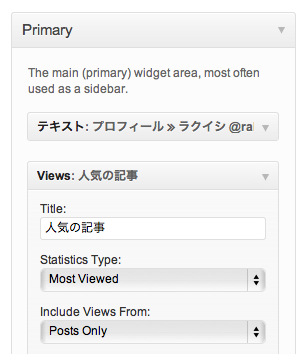 Primary
The main (primary) widget area, most often
used as a sidebar.
テキスト: プロフィール » ラクイシ @ra
Views: 人気の記事
Title:
人気の記事
Statistics Type:
Most Viewed
Include Views From:
Posts Only